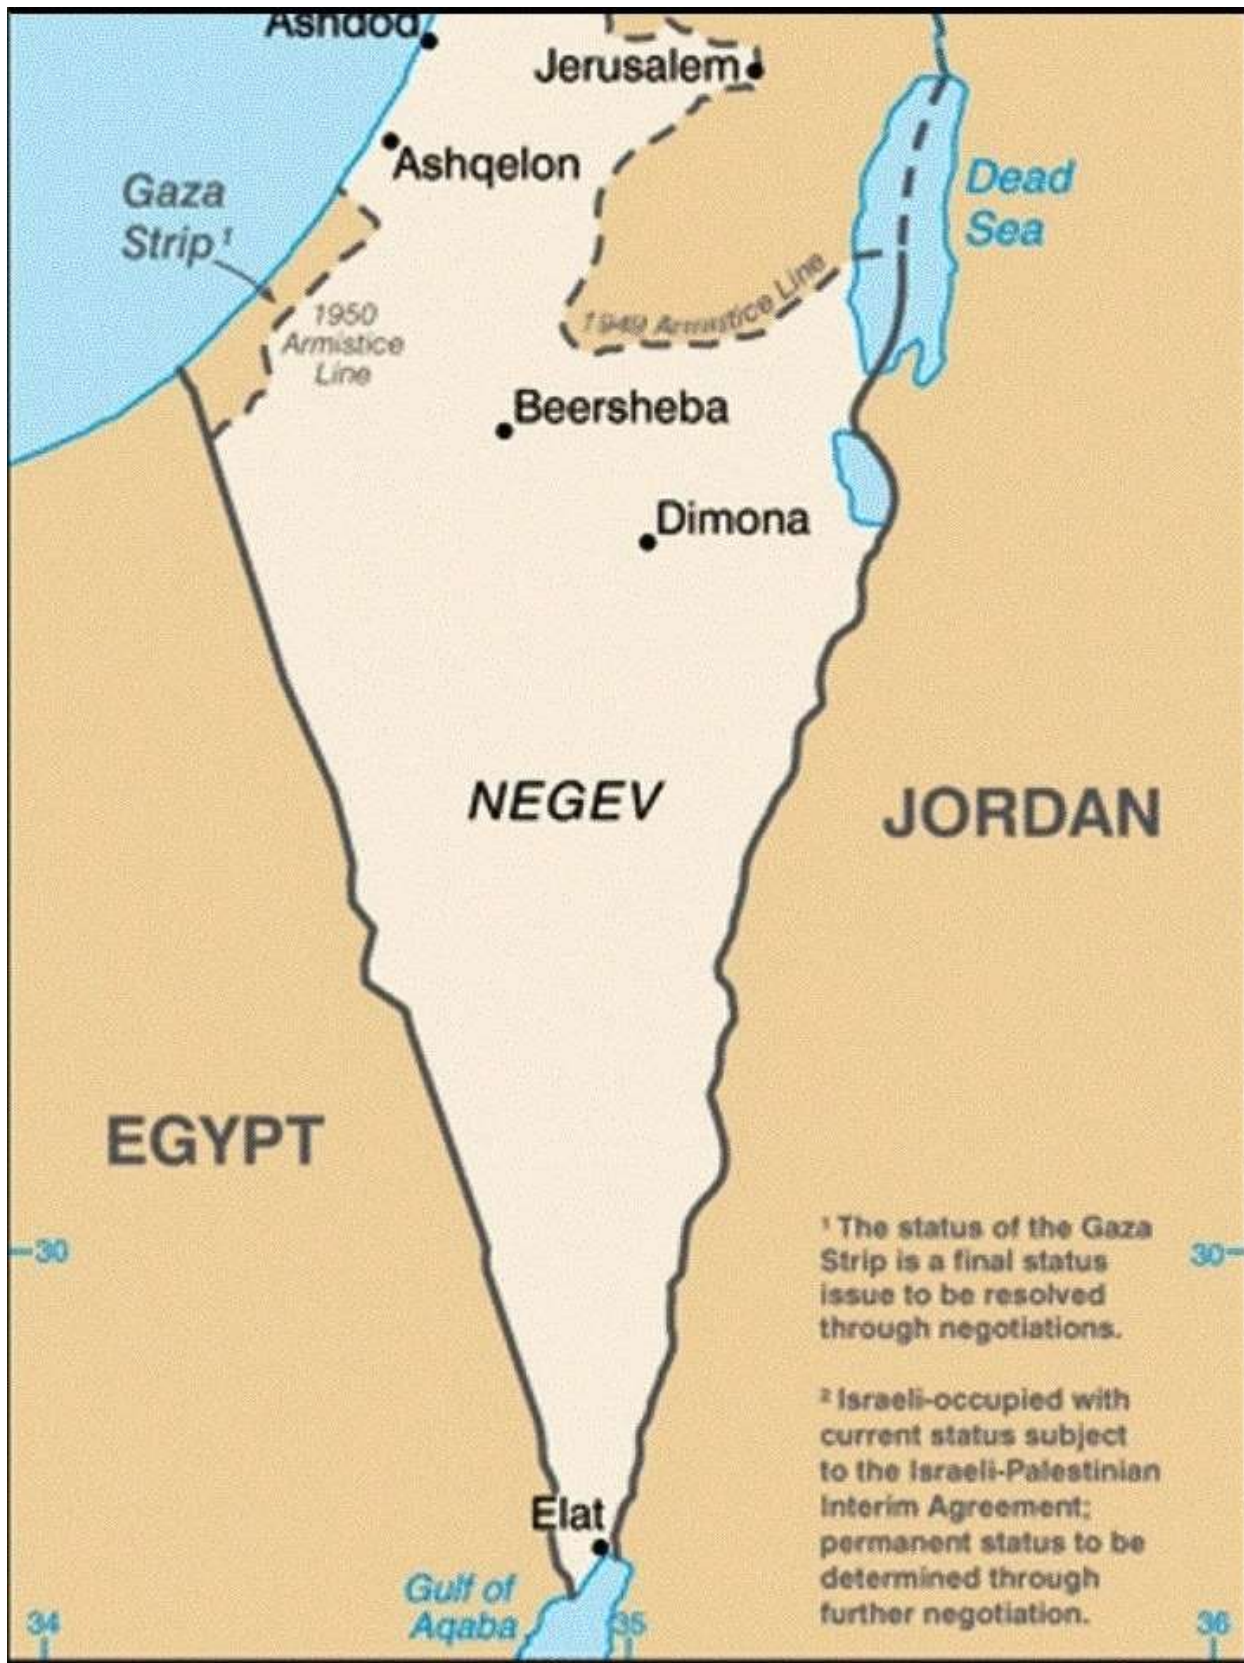 Ashdod
Jerusalem
Ashqelon
Gaza
Strip¹
Dead
Sea
1949 Armistice Line
1950
Armistice
Line
Beersheba
Dimona
NEGEV
JORDAN
EGYPT
30
30
¹ The status of the Gaza
Strip is a final status
issue to be resolved
through negotiations.
² Israeli-occupied with
current status subject
to the Israeli-Palestinian
Interim Agreement;
permanent status to be
determined through
further negotiation.
Elat
Gulf of
Aqaba
34
35
36